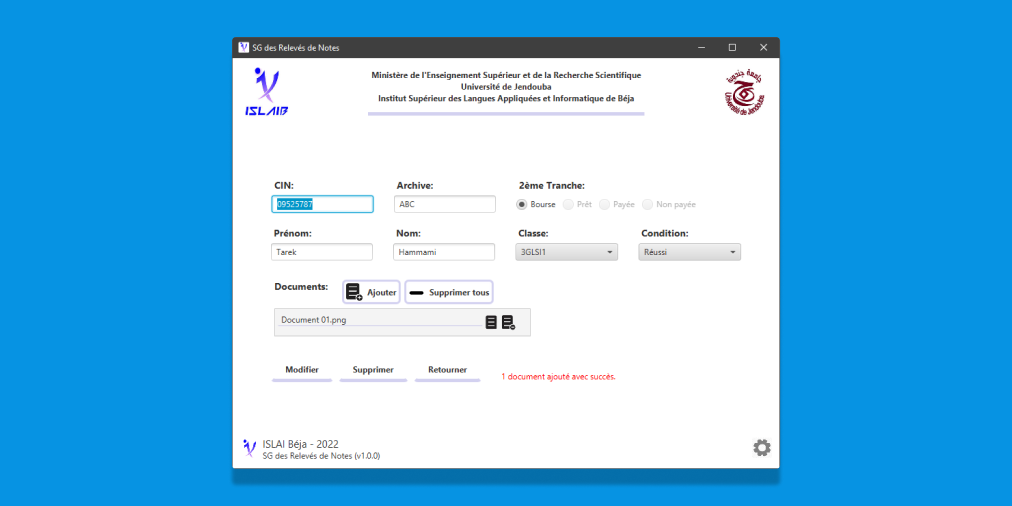 SG des Relevés de Notes
Ministère de l'Enseignement Supérieur et de la Recherche Scientifique
Université de Jendouba
Institut Supérieur des Langues Appliquées et Informatique de Béja
ISLAIB
جامعة جندوبة
Université de Jendouba
CIN: Archive: 2ème Tranche:
09525787 ABC Bourse Prêt Payée Non payée
Prénom: Nom: Classe: Condition:
Tarek Hammami 3GLSI1 Réussi
Documents: Ajouter Supprimer tous
Document 01.png
Modifier Supprimer Retourner 1 document ajouté avec succés.
ISLAI Béja - 2022
SG des Relevés de Notes (v1.0.0)